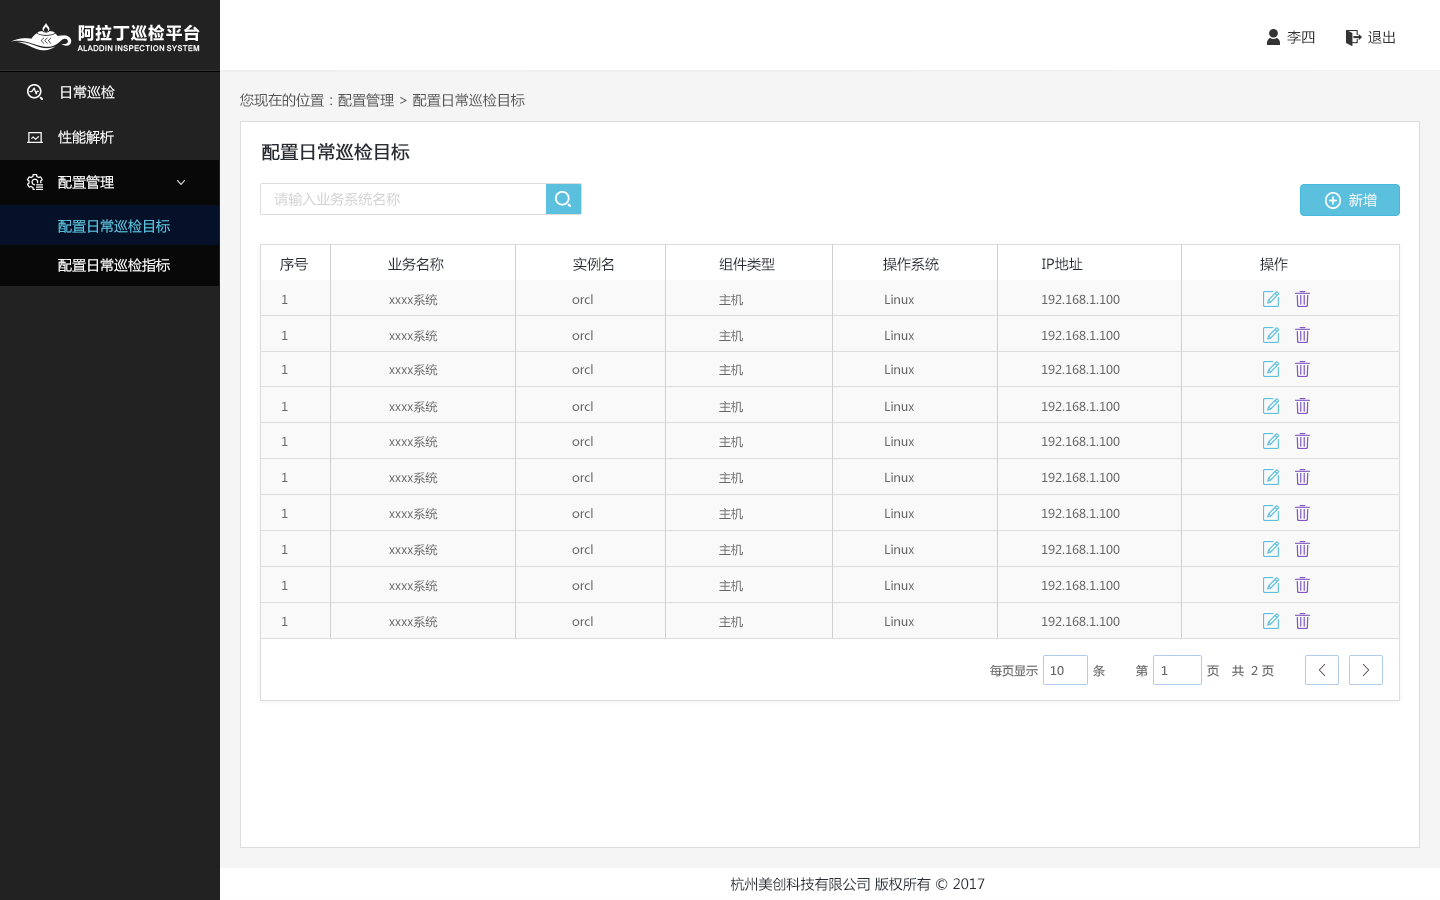 阿拉丁巡检平台
ALADDIN INSPECTION SYSTEM
李四 退出
日常巡检
性能解析
配置管理
配置日常巡检目标
配置日常巡检指标
您现在的位置：配置管理 > 配置日常巡检目标
配置日常巡检目标
请输入业务系统名称
新增
序号 业务名称 实例名 组件类型 操作系统 IP地址 操作
1 xxxx系统 orcl 主机 Linux 192.168.1.100
1 xxxx系统 orcl 主机 Linux 192.168.1.100
1 xxxx系统 orcl 主机 Linux 192.168.1.100
1 xxxx系统 orcl 主机 Linux 192.168.1.100
1 xxxx系统 orcl 主机 Linux 192.168.1.100
1 xxxx系统 orcl 主机 Linux 192.168.1.100
1 xxxx系统 orcl 主机 Linux 192.168.1.100
1 xxxx系统 orcl 主机 Linux 192.168.1.100
1 xxxx系统 orcl 主机 Linux 192.168.1.100
1 xxxx系统 orcl 主机 Linux 192.168.1.100
每页显示 10 条 第 1 页 共 2 页
杭州美创科技有限公司 版权所有 © 2017